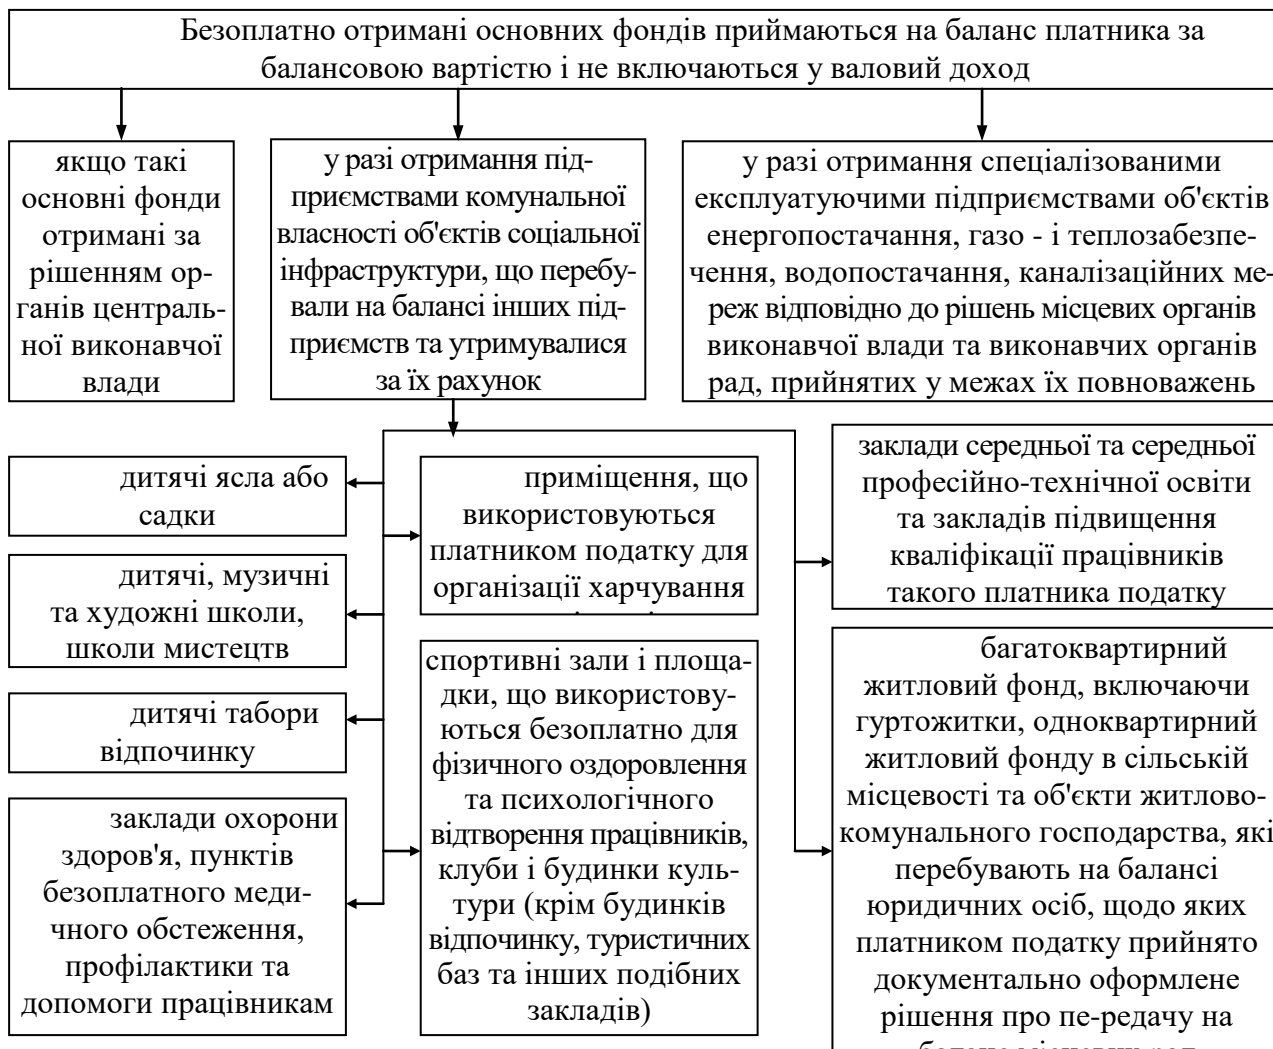 Безоплатно отримані основних фондів приймаються на баланс платника за
балансовою вартістю і не включаються у валовий доход
якщо такі
основні фонди
отримані за
рішенням ор-
ганів централь-
ної виконавчої
влади
у разі отримання під-
приємствами комунальної
власності об'єктів соціальної
інфраструктури, що перебу-
вали на балансі інших під-
приємств та утримувалися
за їх рахунок
у разі отримання спеціалізованими
експлуатуючими підприємствами об'єктів
енергопостачання, газо - і теплозабезпе-
чення, водопостачання, каналізаційних ме-
реж відповідно до рішень місцевих органів
виконавчої влади та виконавчих органів
рад, прийнятих у межах їх повноважень
дитячі ясла або
садки
дитячі, музичні
та художні школи,
школи мистецтв
дитячі табори
відпочинку
заклади охорони
здоров'я, пунктів
безоплатного меди-
чного обстеження,
профілактики та
допомоги працівникам
приміщення, що
використовуються
платником податку для
організації харчування
спортивні зали і площа-
дки, що використову-
ються безоплатно для
фізичного оздоровлення
та психологічного
відтворення працівників,
клуби і будинки куль-
тури (крім будинків
відпочинку, туристичних
баз та інших подібних
закладів)
заклади середньої та середньої
професійно-технічної освіти
та закладів підвищення
кваліфікації працівників
такого платника податку
багатоквартирний
житловий фонд, включаючи
гуртожитки, одноквартирний
житловий фонду в сільській
місцевості та об'єкти житлово-
комунального господарства, які
перебувають на балансі
юридичних осіб, щодо яких
платником податку прийнято
документально оформлене
рішення про пе-редачу на